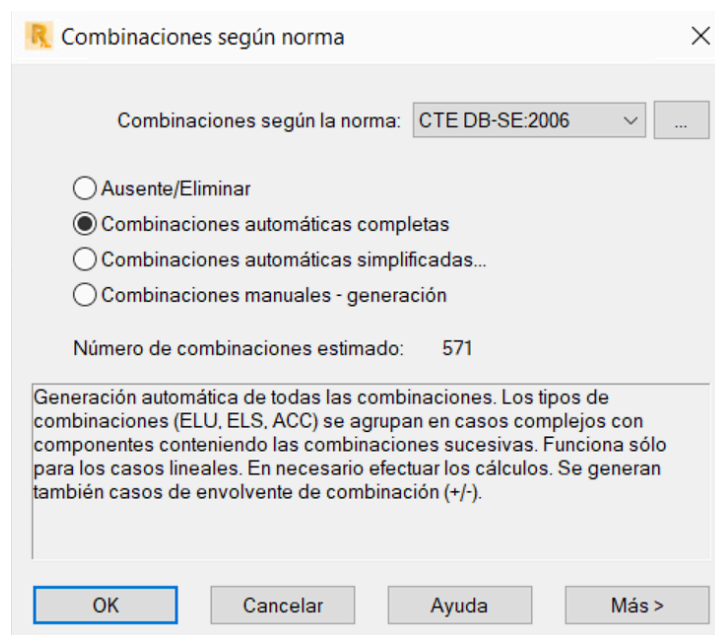 Combinaciones según norma
Combinaciones según la norma: CTE DB-SE:2006 ...
Ausente/Eliminar
Combinaciones automáticas completas
Combinaciones automáticas simplificadas...
Combinaciones manuales - generación
Número de combinaciones estimado: 571
Generación automática de todas las combinaciones. Los tipos de
combinaciones (ELU, ELS, ACC) se agrupan en casos complejos con
componentes conteniendo las combinaciones sucesivas. Funciona sólo
para los casos lineales. En necesario efectuar los cálculos. Se generan
también casos de envolvente de combinación (+/-).
OK Cancelar Ayuda Más >